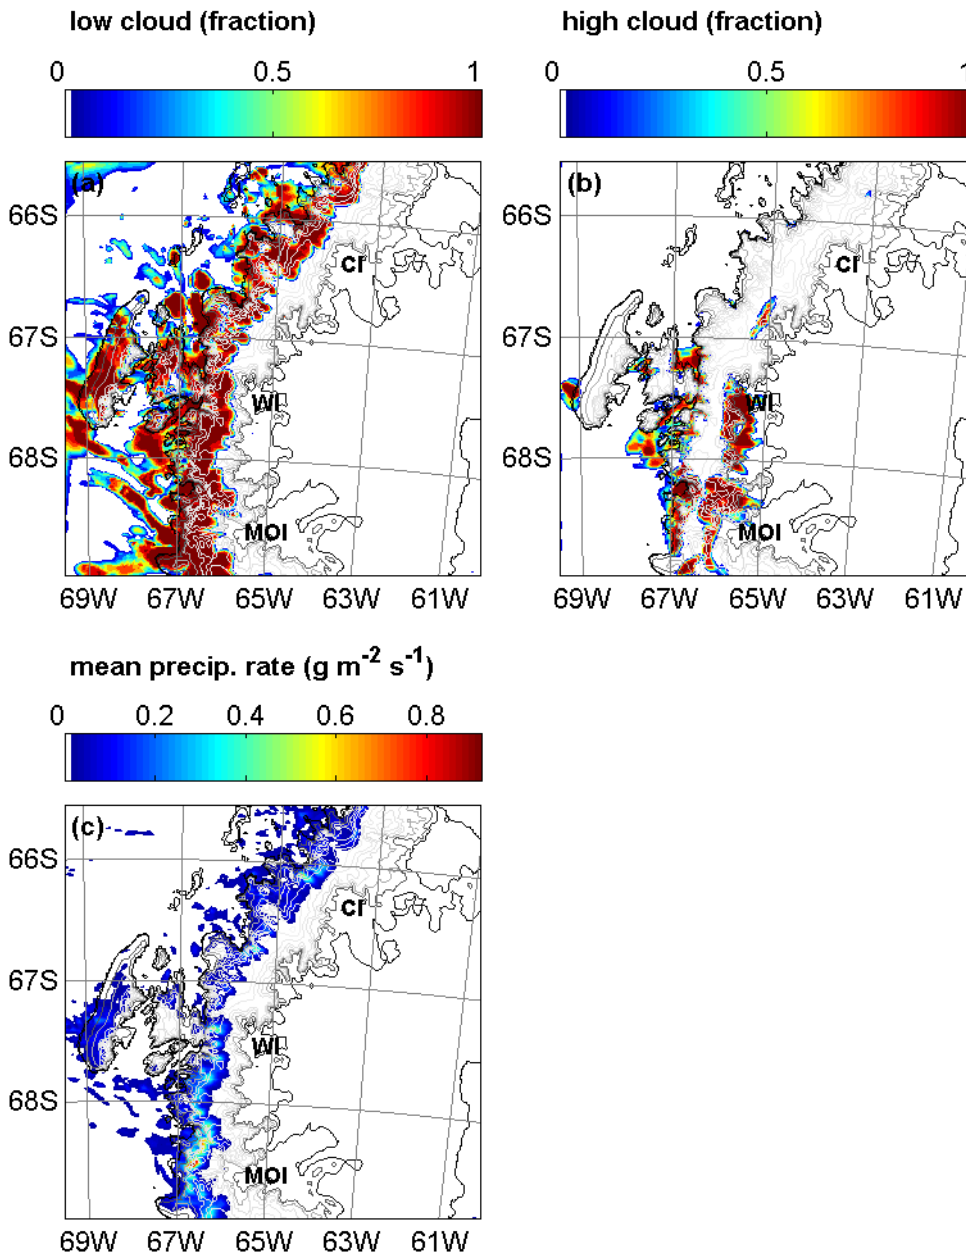 low cloud (fraction)
0 0.5 1
(a)
66S
67S
68S
CI
WI
MOI
69W 67W 65W 63W 61W
high cloud (fraction)
0 0.5 1
(b)
66S
67S
68S
CI
WI
MOI
69W 67W 65W 63W 61W
mean precip. rate (g m⁻² s⁻¹)
0 0.2 0.4 0.6 0.8
(c)
66S
67S
68S
CI
WI
MOI
69W 67W 65W 63W 61W